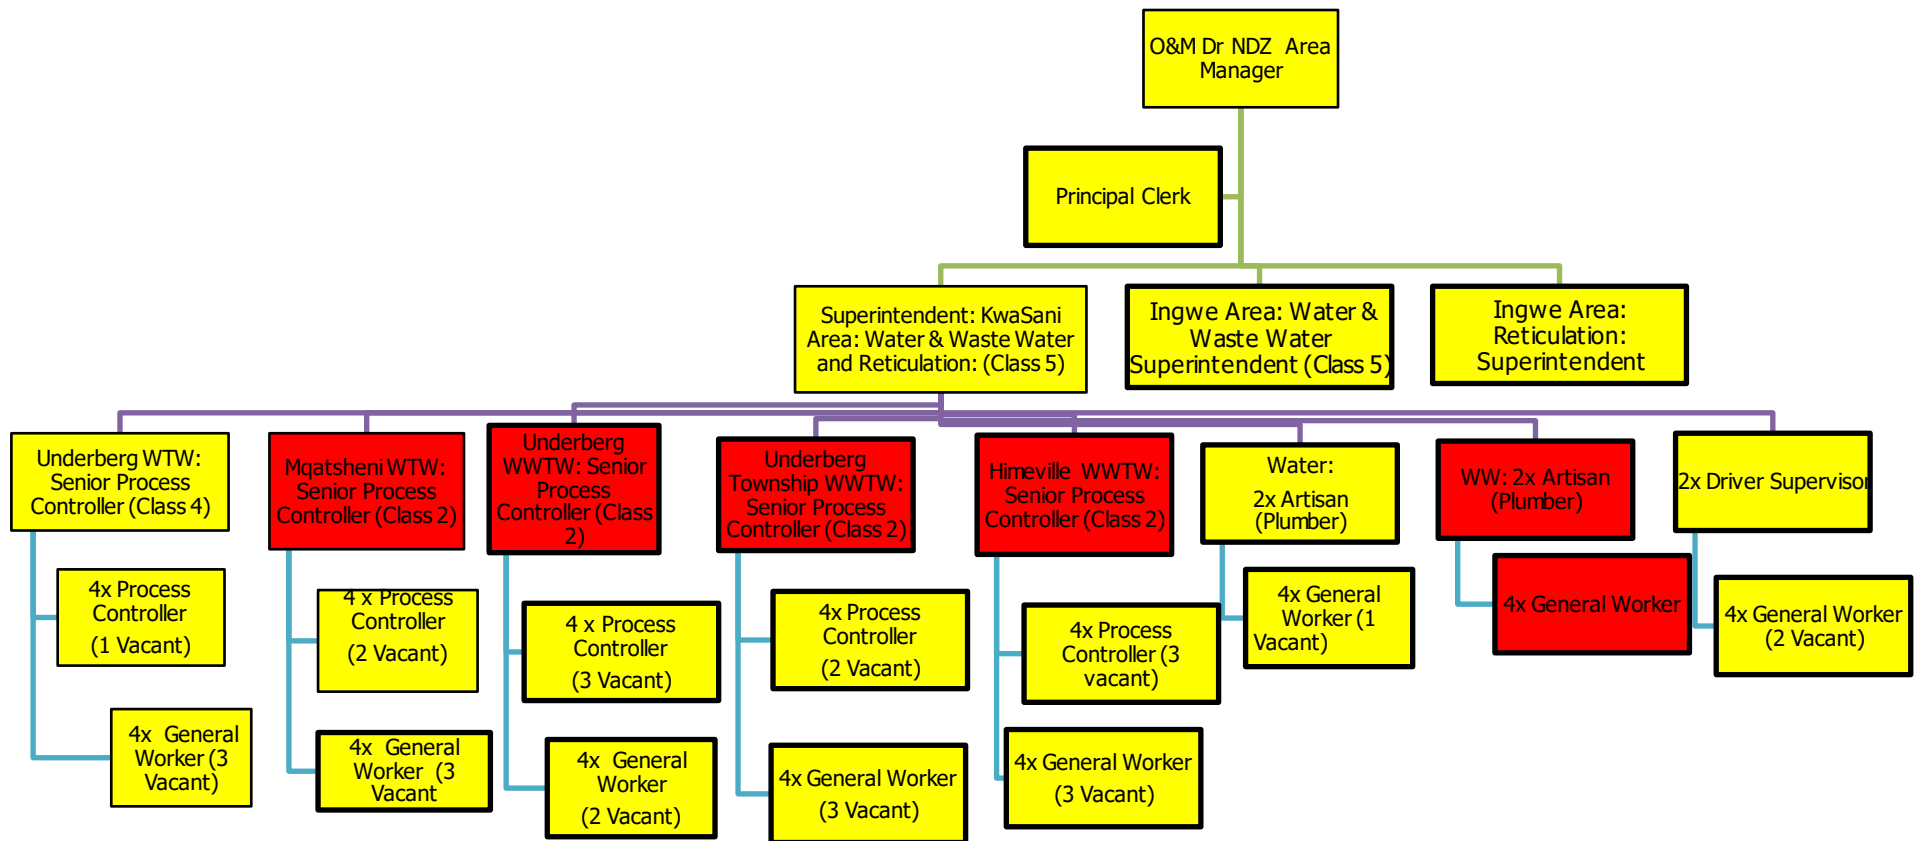 O&M Dr NDZ Area
Manager
Principal Clerk
Superintendent: KwaSani
Area: Water & Waste Water
and Reticulation: (Class 5)
Ingwe Area: Water &
Waste Water
Superintendent (Class 5)
Ingwe Area:
Reticulation:
Superintendent
Underberg WTW:
Senior Process
Controller (Class 4)
Mqatsheni WTW:
Senior Process
Controller (Class 2)
Underberg
WWTW: Senior
Process
Controller (Class
2)
Underberg
Township WWTW:
Senior Process
Controller (Class 2)
Himeville WWTW:
Senior Process
Controller (Class 2)
Water:
2x Artisan
(Plumber)
WW: 2x Artisan
(Plumber)
2x Driver Supervisor
4x Process
Controller
(1 Vacant)
4 x Process
Controller
(2 Vacant)
4 x Process
Controller
(3 Vacant)
4x Process
Controller
(2 Vacant)
4x Process
Controller (3
vacant)
4x General
Worker (1
Vacant)
4x General Worker
4x General Worker
(2 Vacant)
4x General
Worker (3
Vacant)
4x General
Worker (3
Vacant
4x General
Worker
(2 Vacant)
4x General Worker
(3 Vacant)
4x General Worker
(3 Vacant)